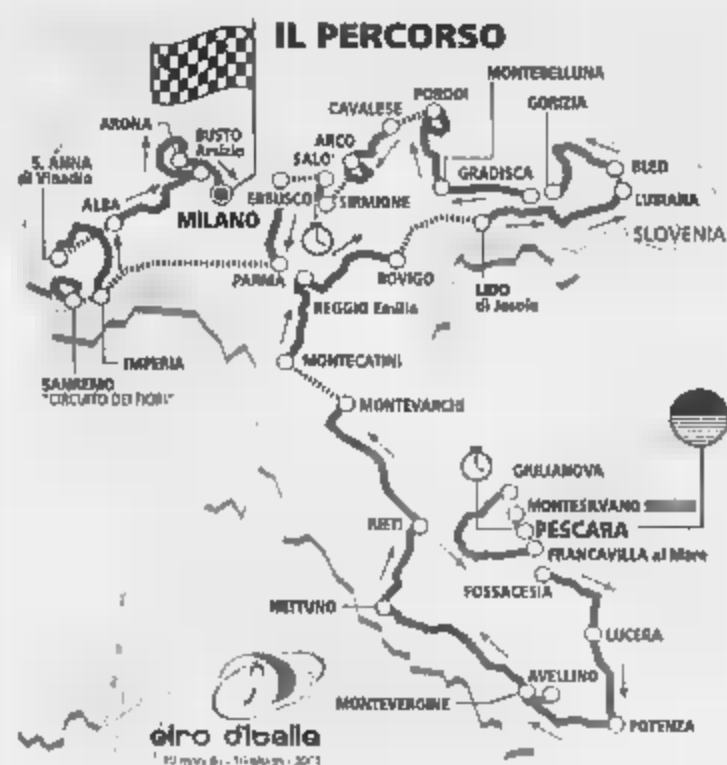 IL PERCORSO
MONTEBELLUNA
PORDOI
GORIZIA
CAVALESE
ARONA
BUSTO
Arsizio
ARCO
SALO'
S. ANNA
di Vinadio
GRADISCA
BLED
ERBUSCO
SIRMIONE
LUBIANA
ALBA
MILANO
SLOVENIA
PARMA
ROVIGO
LIDO
di Jesolo
REGGIO Emilia
IMPERIA
MONTECATINI
SANREMO
"CIRCUITO DEI FIORI"
MONTEVARCHI
GIULIANOVA
MONTESILVANO
RIETI
PESCARA
FRANCAVILLA al Mare
FOSSACESIA
NETTUNO
LUCERA
AVELLINO
MONTEVERGINE
POTENZA
giro d'italia